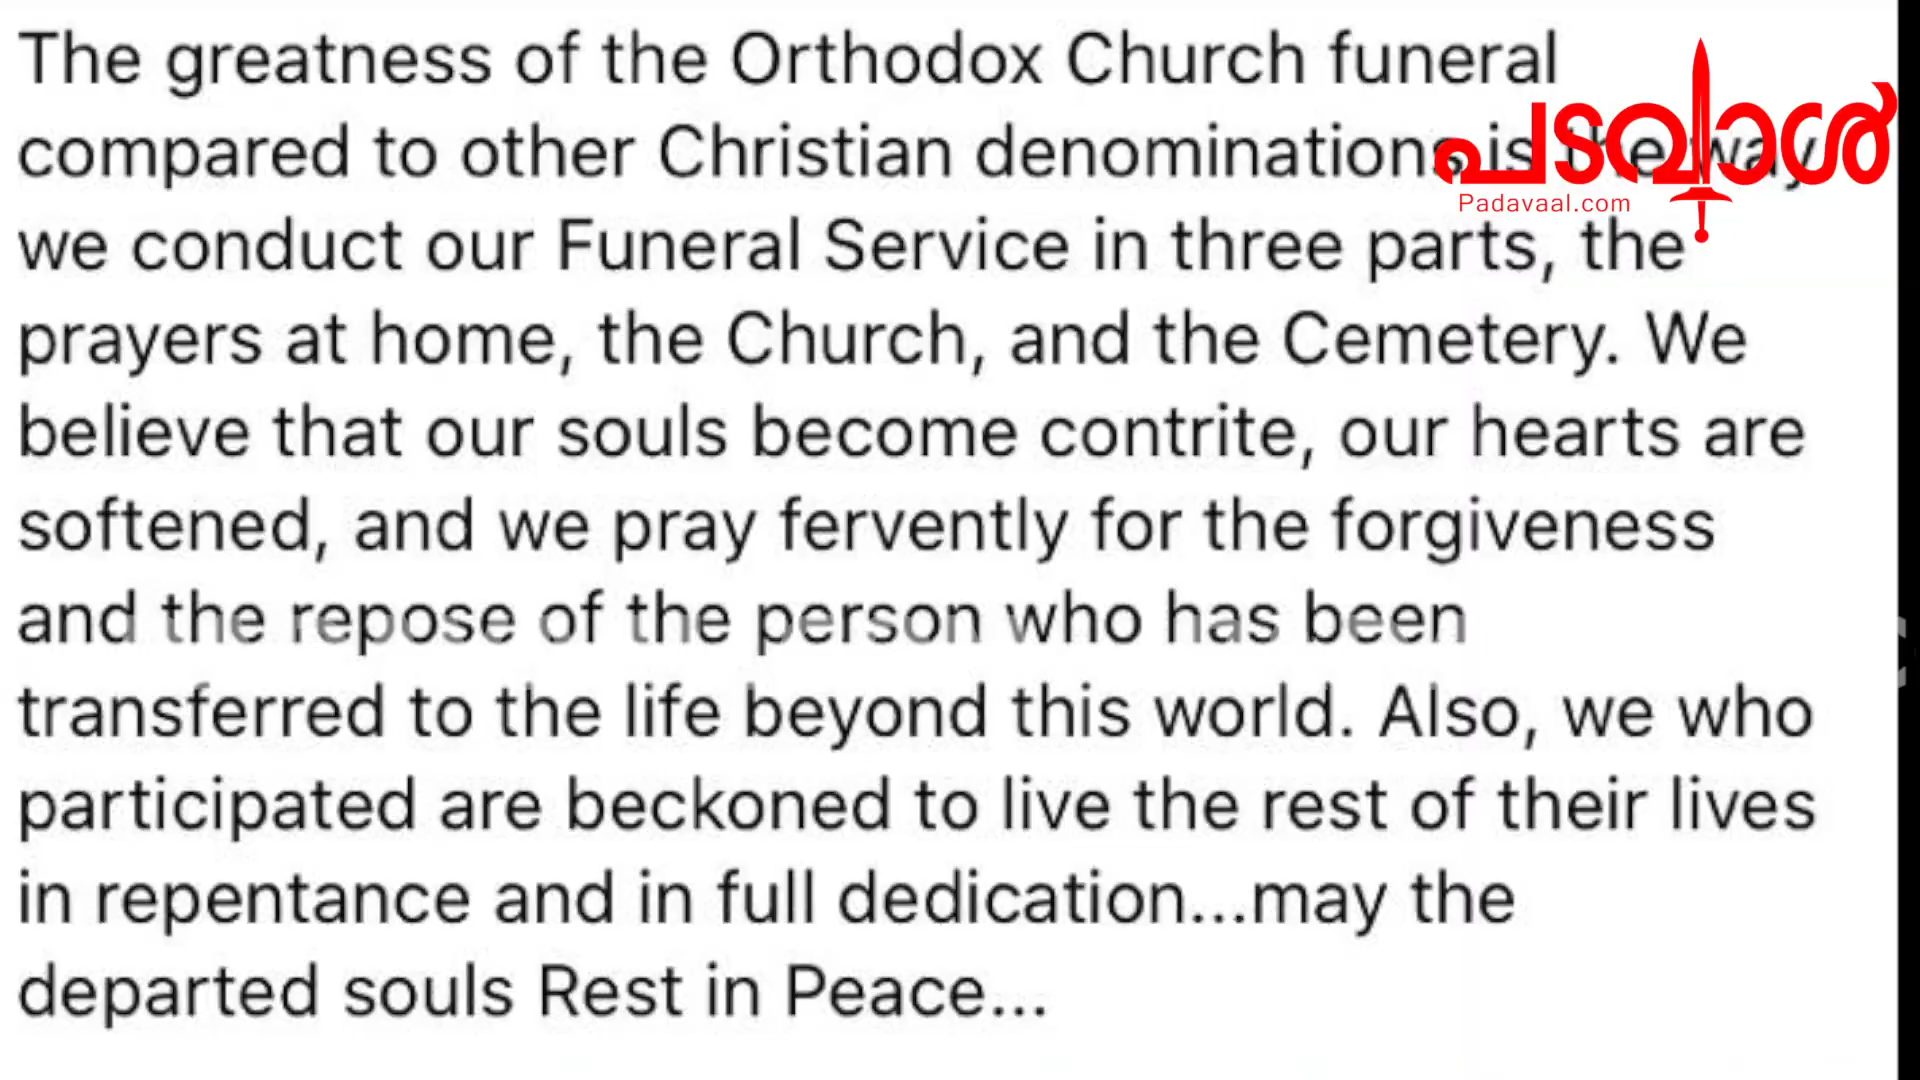 The greatness of the Orthodox Church funeral
compared to other Christian denominations is the way
we conduct our Funeral Service in three parts, the
prayers at home, the Church, and the Cemetery. We
believe that our souls become contrite, our hearts are
softened, and we pray fervently for the forgiveness
and the repose of the person who has been
transferred to the life beyond this world. Also, we who
participated are beckoned to live the rest of their lives
in repentance and in full dedication...may the
departed souls Rest in Peace...
പടവാൾ
Padavaal.com